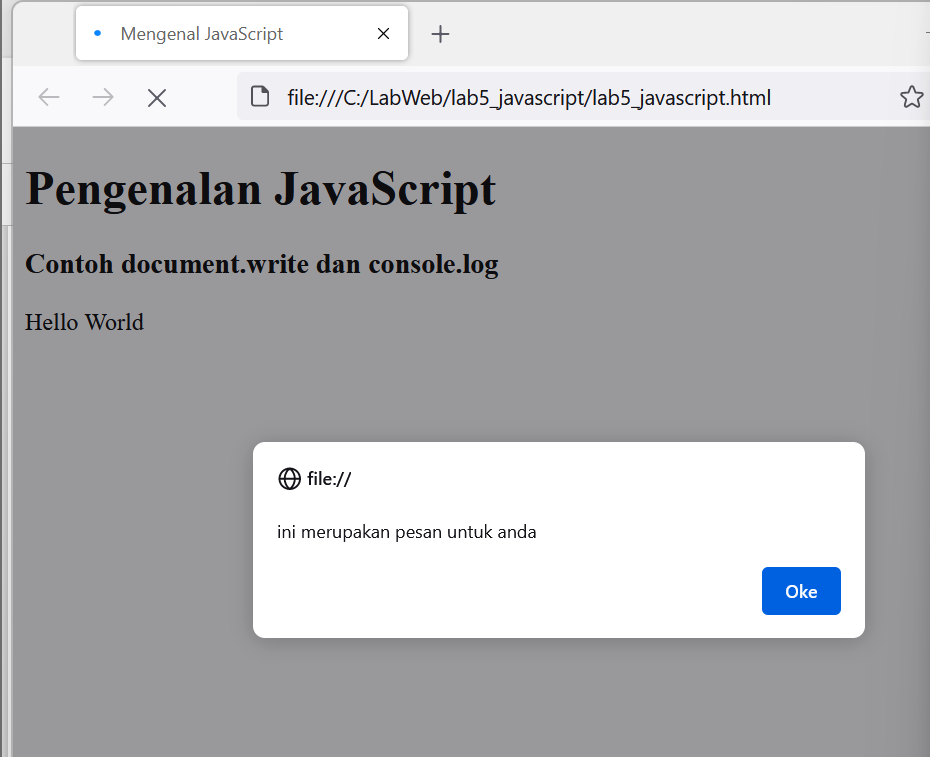 Mengenal JavaScript
file:///C:/LabWeb/lab5_javascript/lab5_javascript.html
Pengenalan JavaScript
Contoh document.write dan console.log
Hello World
file://
ini merupakan pesan untuk anda
Oke